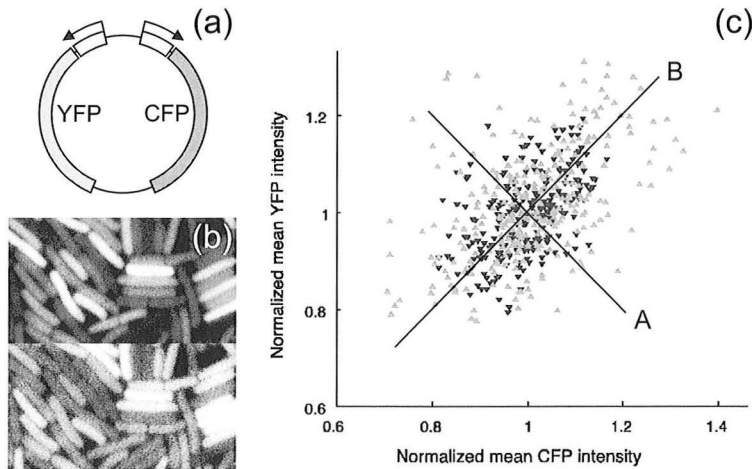 (a)
YFP
CFP
(b)
(c)
Normalized mean YFP intensity
1.2
1
0.8
0.6
0.6
0.8
1
1.2
1.4
Normalized mean CFP intensity
B
A